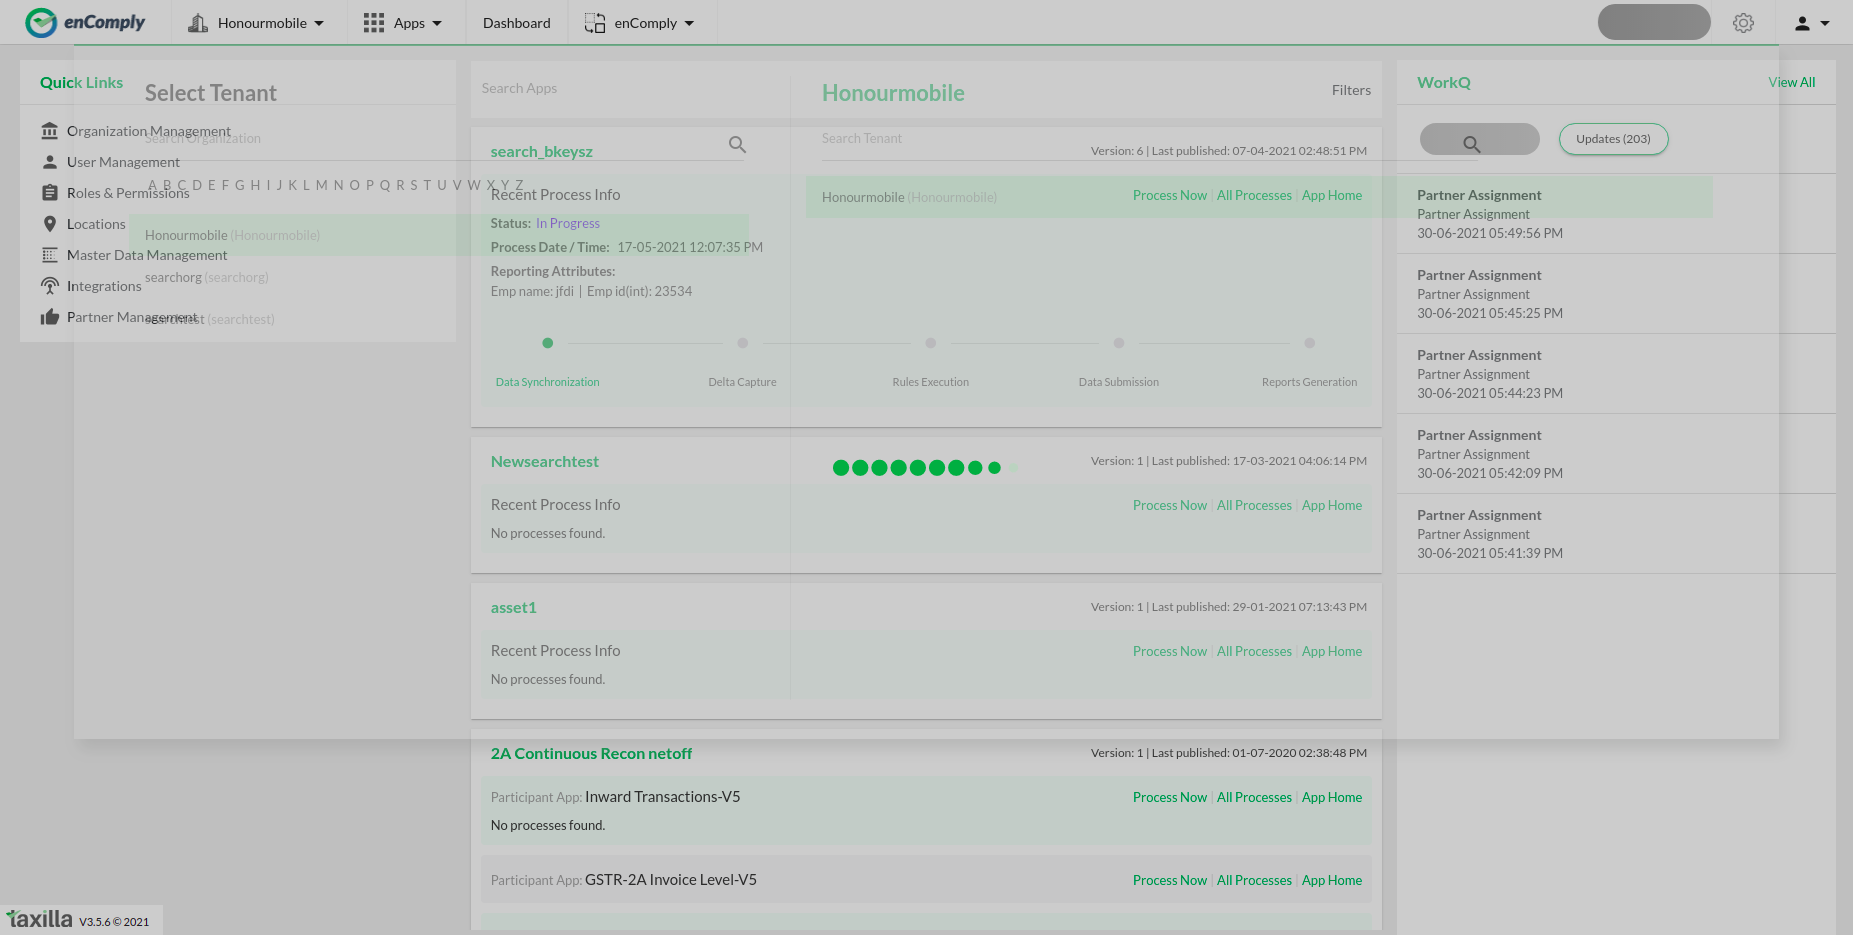 enComply
Honourmobile
Apps
Dashboard
enComply
Quick Links
Organization Management
User Management
Roles & Permissions
Locations
Master Data Management
Integrations
Partner Management
Select Tenant
Search Organization
A B C D E F G H I J K L M N O P Q R S T U V W X Y Z
Honourmobile (Honourmobile)
searchorg (searchorg)
searchtest (searchtest)
Honourmobile
Search Tenant
Honourmobile (Honourmobile)
Search Apps
Filters
search_bkeysz
Version: 6 | Last published: 07-04-2021 02:48:51 PM
Recent Process Info
Process Now | All Processes | App Home
Status: In Progress
Process Date / Time: 17-05-2021 12:07:35 PM
Reporting Attributes:
Emp name: jfdi | Emp id(int): 23534
Data Synchronization
Delta Capture
Rules Execution
Data Submission
Reports Generation
Newsearchtest
Version: 1 | Last published: 17-03-2021 04:06:14 PM
Recent Process Info
Process Now | All Processes | App Home
No processes found.
asset1
Version: 1 | Last published: 29-01-2021 07:13:43 PM
Recent Process Info
Process Now | All Processes | App Home
No processes found.
2A Continuous Recon netoff
Version: 1 | Last published: 01-07-2020 02:38:48 PM
Participant App: Inward Transactions-V5
Process Now | All Processes | App Home
No processes found.
Participant App: GSTR-2A Invoice Level-V5
Process Now | All Processes | App Home
WorkQ
View All
Updates (203)
Partner Assignment
Partner Assignment
30-06-2021 05:49:56 PM
Partner Assignment
Partner Assignment
30-06-2021 05:45:25 PM
Partner Assignment
Partner Assignment
30-06-2021 05:44:23 PM
Partner Assignment
Partner Assignment
30-06-2021 05:42:09 PM
Partner Assignment
Partner Assignment
30-06-2021 05:41:39 PM
taxilla V3.5.6 © 2021